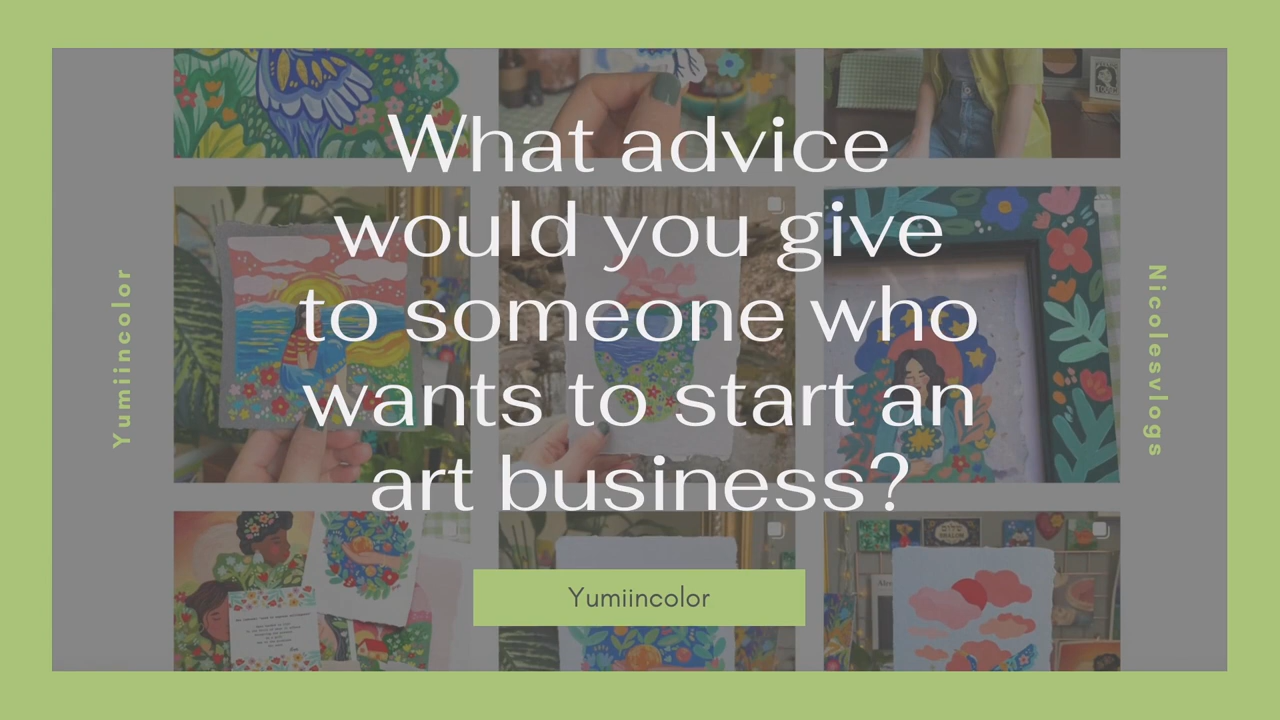 What advice
would you give
to someone who
wants to start an
art business?
Yumiincolor
Yumiincolor
Nicolesvlogs